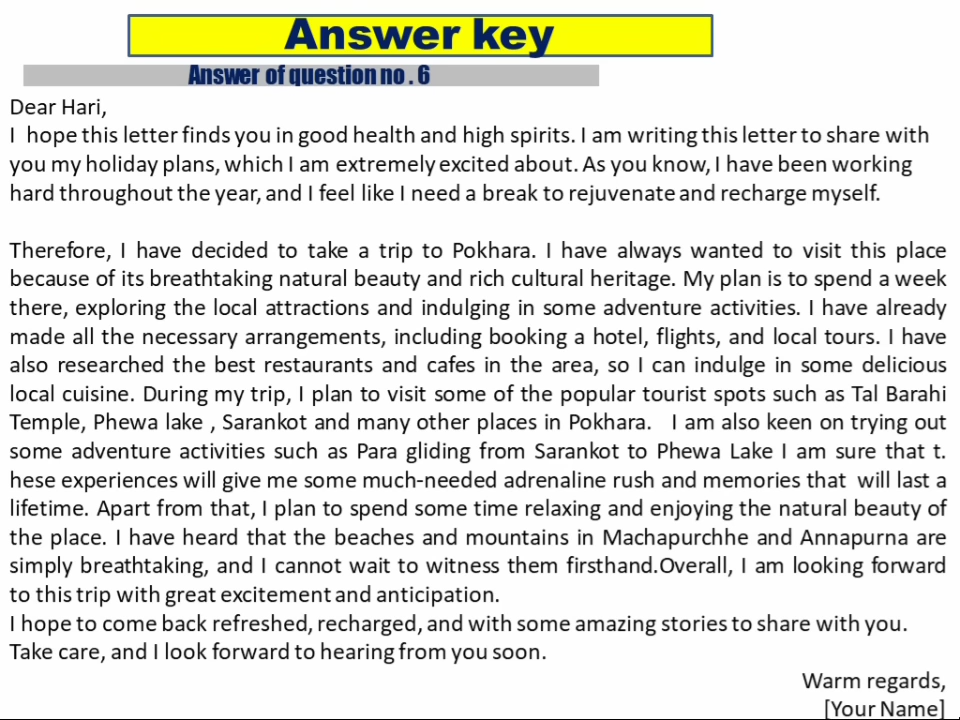 Answer key
Answer of question no . 6
Dear Hari,
I hope this letter finds you in good health and high spirits. I am writing this letter to share with
you my holiday plans, which I am extremely excited about. As you know, I have been working
hard throughout the year, and I feel like I need a break to rejuvenate and recharge myself.
Therefore, I have decided to take a trip to Pokhara. I have always wanted to visit this place
because of its breathtaking natural beauty and rich cultural heritage. My plan is to spend a week
there, exploring the local attractions and indulging in some adventure activities. I have already
made all the necessary arrangements, including booking a hotel, flights, and local tours. I have
also researched the best restaurants and cafes in the area, so I can indulge in some delicious
local cuisine. During my trip, I plan to visit some of the popular tourist spots such as Tal Barahi
Temple, Phewa lake , Sarankot and many other places in Pokhara. I am also keen on trying out
some adventure activities such as Para gliding from Sarankot to Phewa Lake I am sure that t.
hese experiences will give me some much-needed adrenaline rush and memories that will last a
lifetime. Apart from that, I plan to spend some time relaxing and enjoying the natural beauty of
the place. I have heard that the beaches and mountains in Machapurchhe and Annapurna are
simply breathtaking, and I cannot wait to witness them firsthand.Overall, I am looking forward
to this trip with great excitement and anticipation.
I hope to come back refreshed, recharged, and with some amazing stories to share with you.
Take care, and I look forward to hearing from you soon.
Warm regards,
[Your Name]